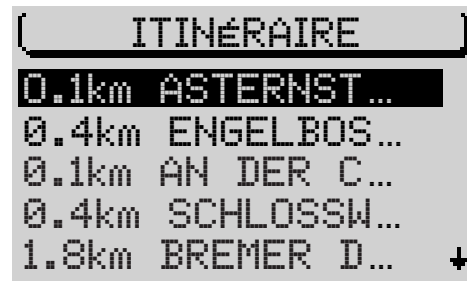 ITINÉRAIRE
0.1km ASTERNST…
0.4km ENGELBOS…
0.1km AN DER C…
0.4km SCHLOSSW…
1.8km BREMER D…